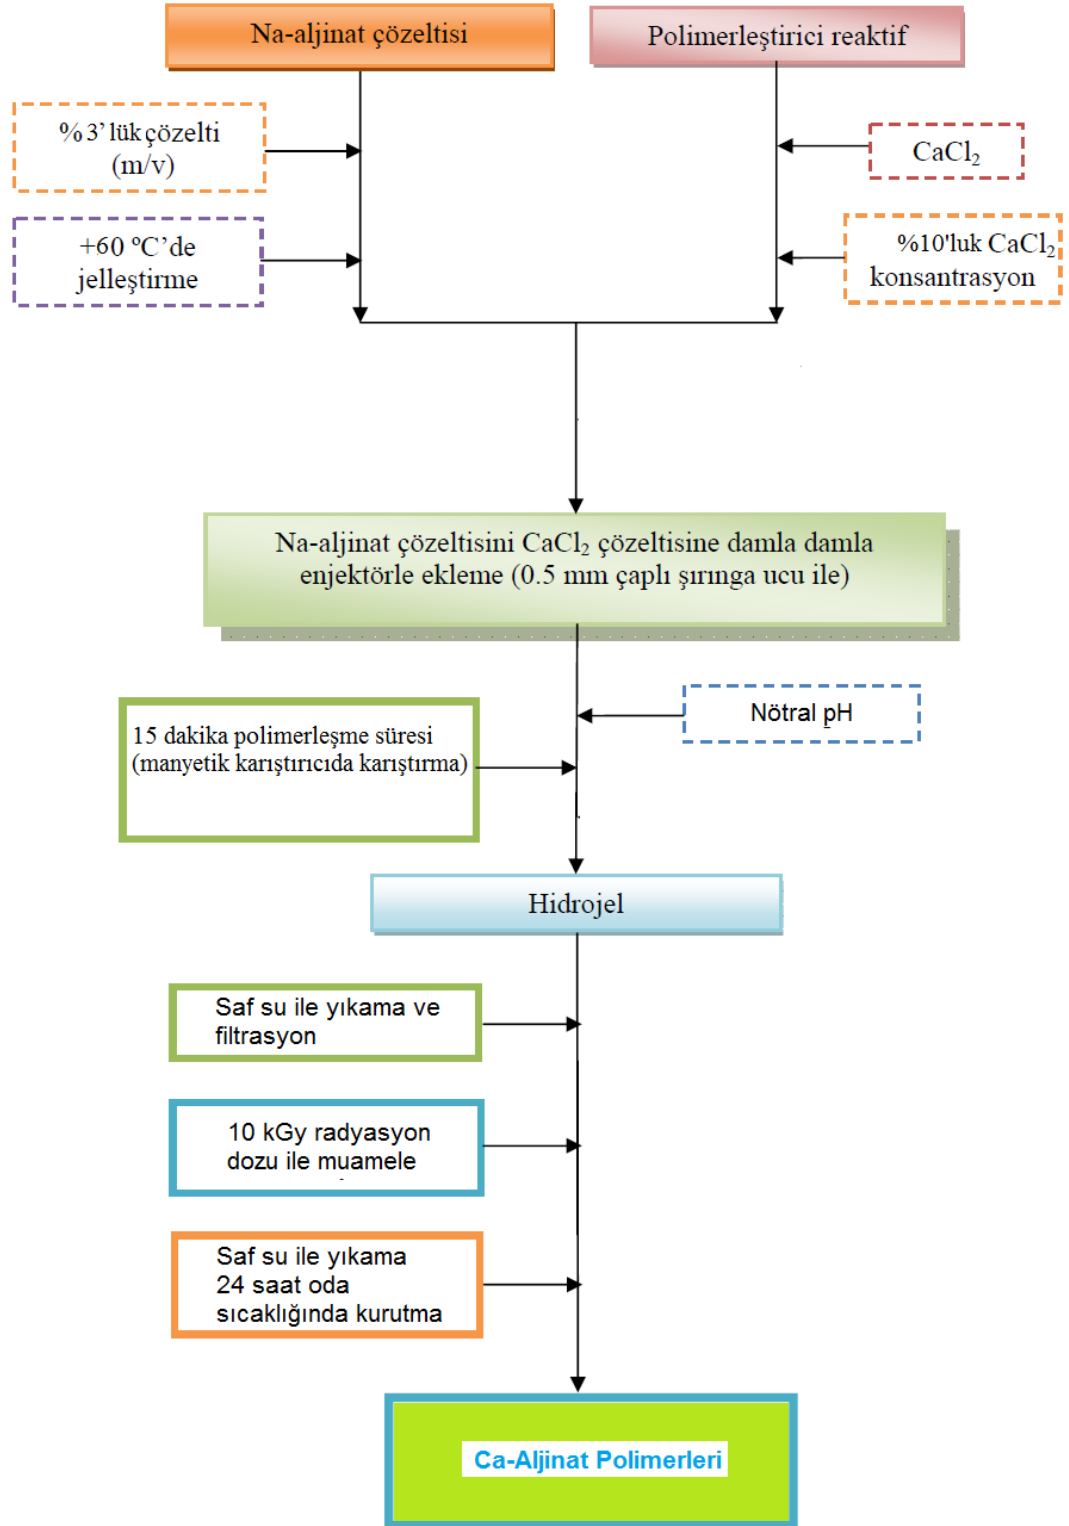 Na-aljinat çözeltisi
Polimerleştirici reaktif
%3'lük çözelti
(m/v)
CaCl₂
+60 ºC'de
jelleştirme
%10'luk CaCl₂
konsantrasyon
Na-aljinat çözeltisini CaCl₂ çözeltisine damla damla
enjektörle ekleme (0.5 mm çaplı şırınga ucu ile)
Nötral pH
15 dakika polimerleşme süresi
(manyetik karıştırıcıda karıştırma)
Hidrojel
Saf su ile yıkama ve
filtrasyon
10 kGy radyasyon
dozu ile muamele
Saf su ile yıkama
24 saat oda
sıcaklığında kurutma
Ca-Aljinat Polimerleri